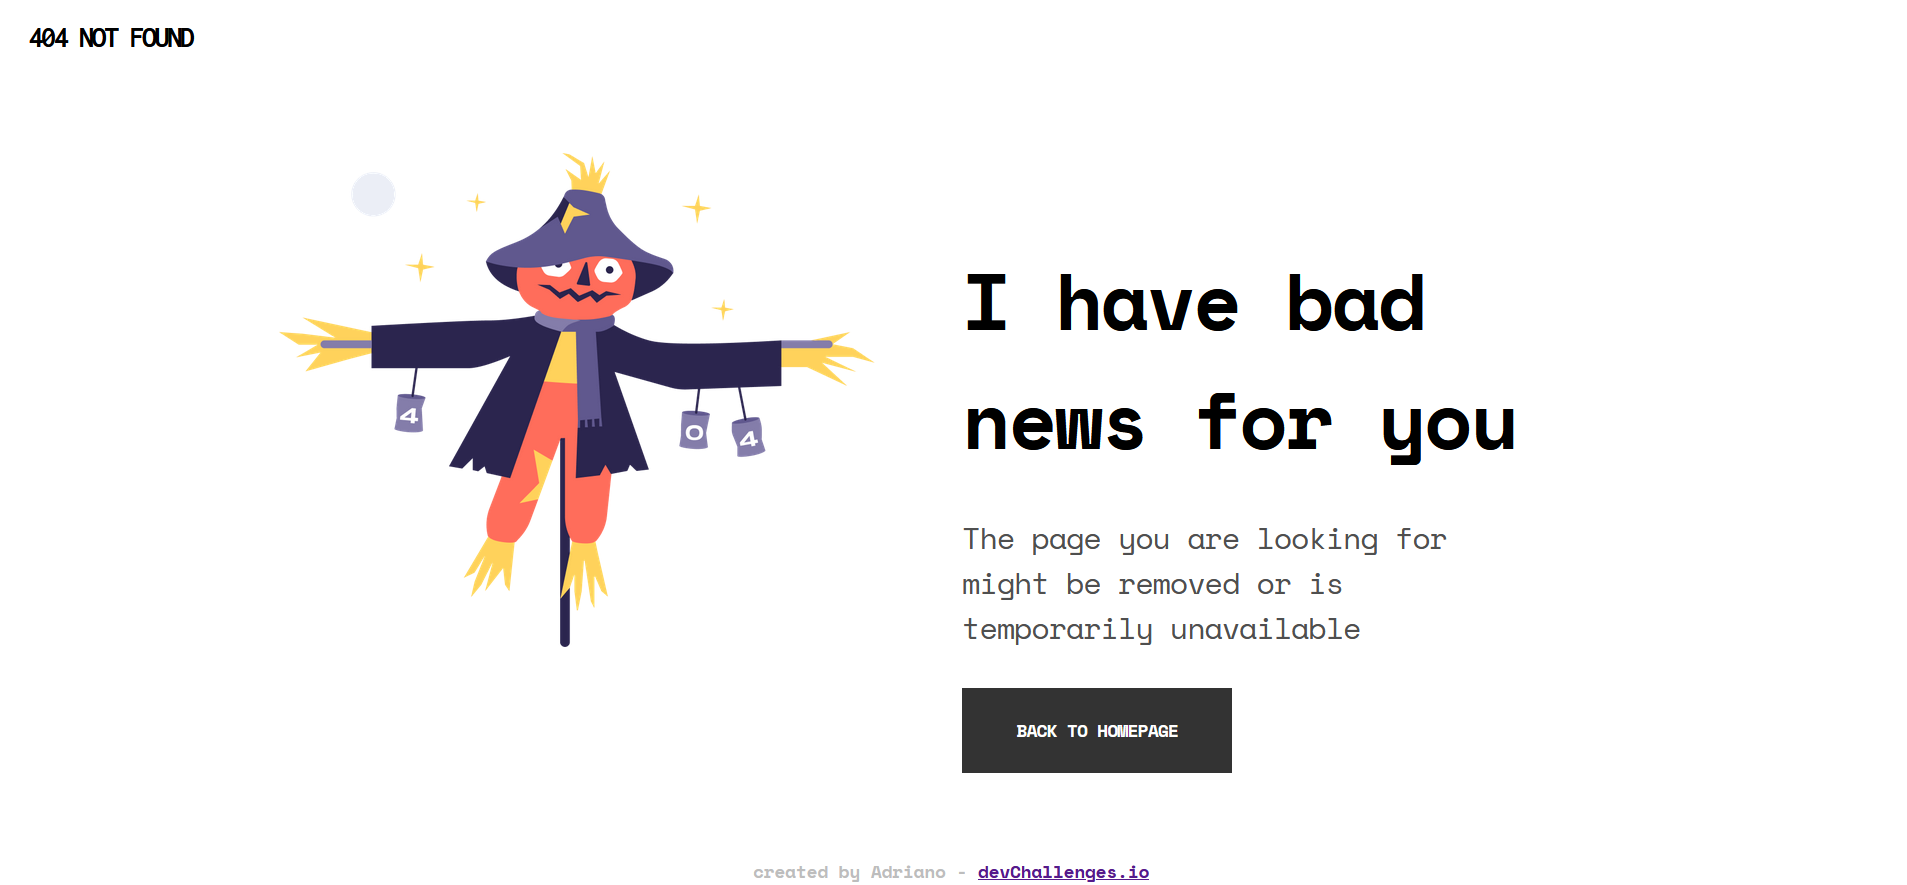 404 NOT FOUND
4
0
4
I have bad
news for you
The page you are looking for
might be removed or is
temporarily unavailable
BACK TO HOMEPAGE
created by Adriano - devChallenges.io